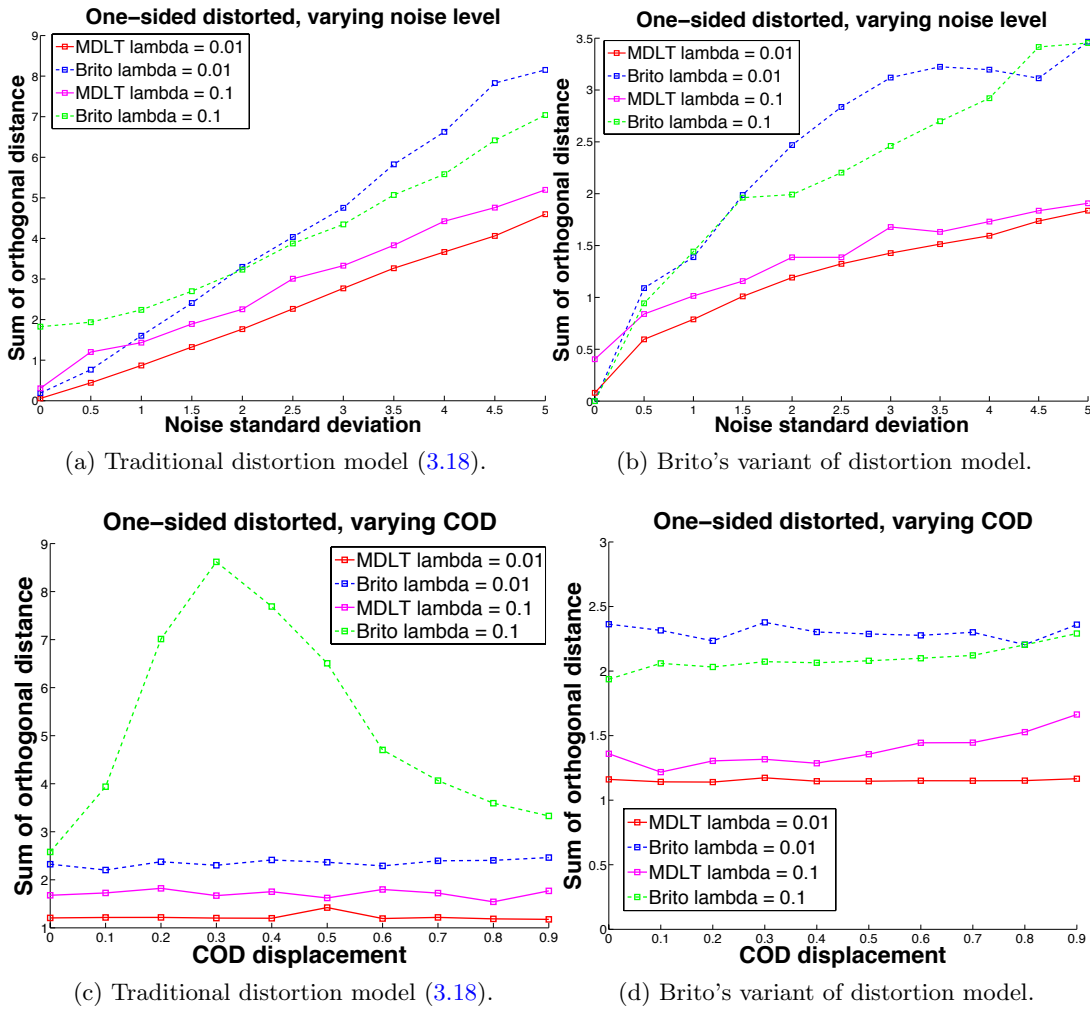 One-sided distorted, varying noise level
9
8
7
6
5
4
3
2
1
0
MDLT lambda = 0.01
Brito lambda = 0.01
MDLT lambda = 0.1
Brito lambda = 0.1
Sum of orthogonal distance
0 0.5 1 1.5 2 2.5 3 3.5 4 4.5 5
Noise standard deviation
(a) Traditional distortion model (3.18).
One-sided distorted, varying noise level
3.5
3
2.5
2
1.5
1
0.5
0
MDLT lambda = 0.01
Brito lambda = 0.01
MDLT lambda = 0.1
Brito lambda = 0.1
Sum of orthogonal distance
0 0.5 1 1.5 2 2.5 3 3.5 4 4.5 5
Noise standard deviation
(b) Brito's variant of distortion model.
One-sided distorted, varying COD
9
8
7
6
5
4
3
2
1
MDLT lambda = 0.01
Brito lambda = 0.01
MDLT lambda = 0.1
Brito lambda = 0.1
Sum of orthogonal distance
0 0.1 0.2 0.3 0.4 0.5 0.6 0.7 0.8 0.9
COD displacement
(c) Traditional distortion model (3.18).
One-sided distorted, varying COD
3
2.5
2
1.5
1
0.5
0
MDLT lambda = 0.01
Brito lambda = 0.01
MDLT lambda = 0.1
Brito lambda = 0.1
Sum of orthogonal distance
0 0.1 0.2 0.3 0.4 0.5 0.6 0.7 0.8 0.9
COD displacement
(d) Brito's variant of distortion model.